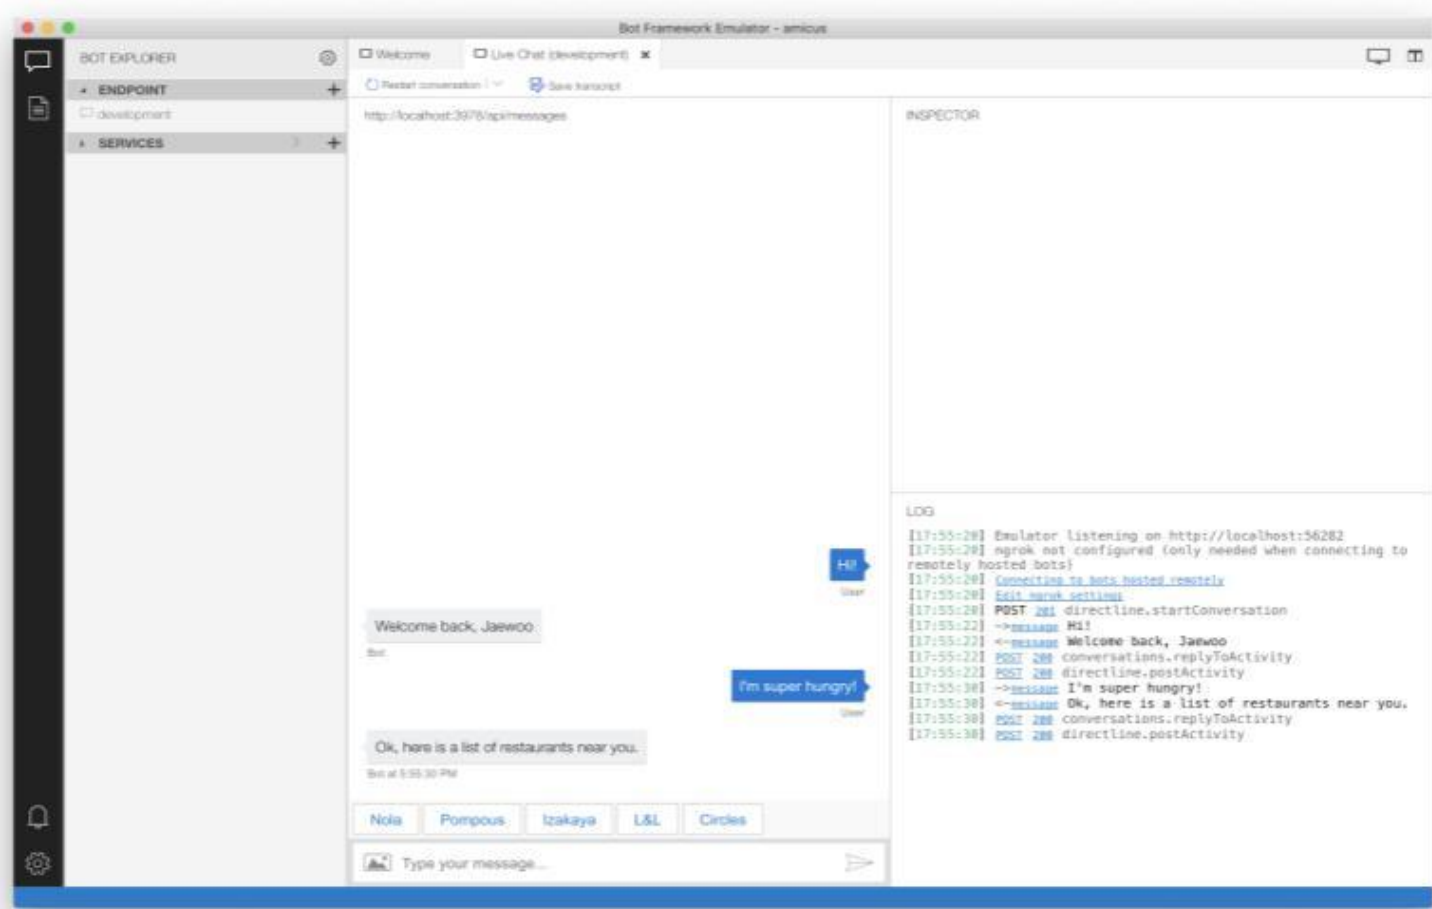 Bot Framework Emulator - amicus
BOT EXPLORER
Welcome
Live Chat (development)
ENDPOINT
Restart conversation
Save transcript
development
http://localhost:3978/api/messages
INSPECTOR
SERVICES
Hi!
User
Welcome back, Jaewoo
Bot
I'm super hungry!
User
Ok, here is a list of restaurants near you.
Bot at 5:55:30 PM
Nola Pompous Izakaya L&L Circles
Type your message...
LOG
[17:55:20] Emulator listening on http://localhost:56282
[17:55:20] ngrok not configured (only needed when connecting to
remotely hosted bots)
[17:55:20] Connecting to bots hosted remotely
[17:55:20] Edit ngrok settings
[17:55:20] POST 201 directline.startConversation
[17:55:22] ->message Hi!
[17:55:22] <-message Welcome back, Jaewoo
[17:55:22] POST 200 conversations.replyToActivity
[17:55:22] POST 200 directline.postActivity
[17:55:30] ->message I'm super hungry!
[17:55:30] <-message Ok, here is a list of restaurants near you.
[17:55:30] POST 200 conversations.replyToActivity
[17:55:30] POST 200 directline.postActivity